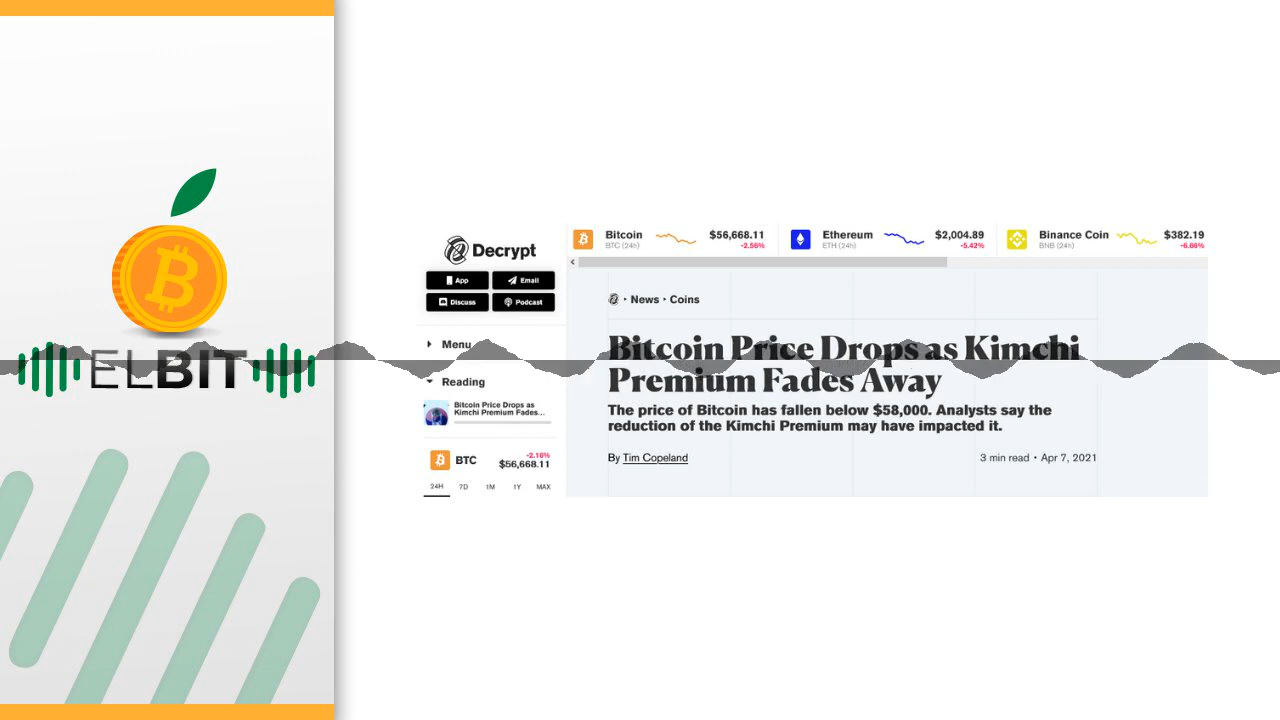 ELBIT
Decrypt
App
Email
Discuss
Podcast
Menu
Reading
Bitcoin Price Drops as
Kimchi Premium Fades...
BTC
-2.16%
$56,668.11
24H 7D 1M 1Y MAX
Bitcoin
BTC (24h)
$56,668.11
-2.56%
Ethereum
ETH (24h)
$2,004.89
-5.42%
Binance Coin
BNB (24h)
$382.19
-6.66%
News ‣ Coins
Bitcoin Price Drops as Kimchi
Premium Fades Away
The price of Bitcoin has fallen below $58,000. Analysts say the
reduction of the Kimchi Premium may have impacted it.
By Tim Copeland
3 min read • Apr 7, 2021